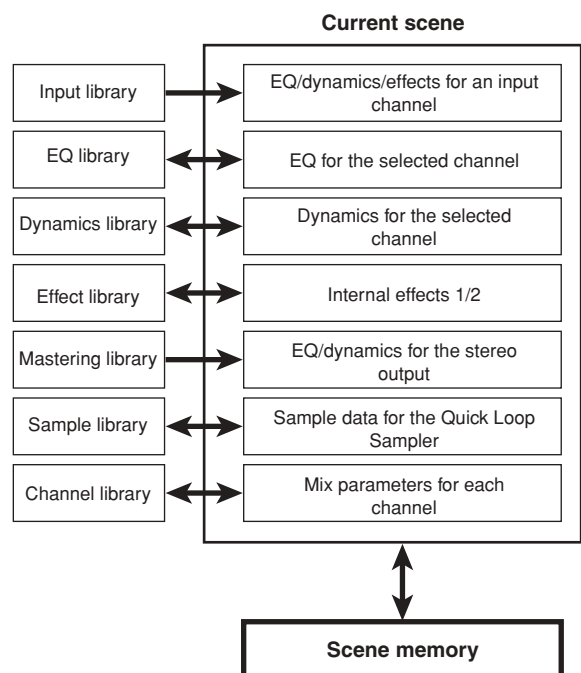 Current scene
Input library
EQ/dynamics/effects for an input
channel
EQ library
EQ for the selected channel
Dynamics library
Dynamics for the selected
channel
Effect library
Internal effects 1/2
Mastering library
EQ/dynamics for the stereo
output
Sample library
Sample data for the Quick Loop
Sampler
Channel library
Mix parameters for each
channel
Scene memory